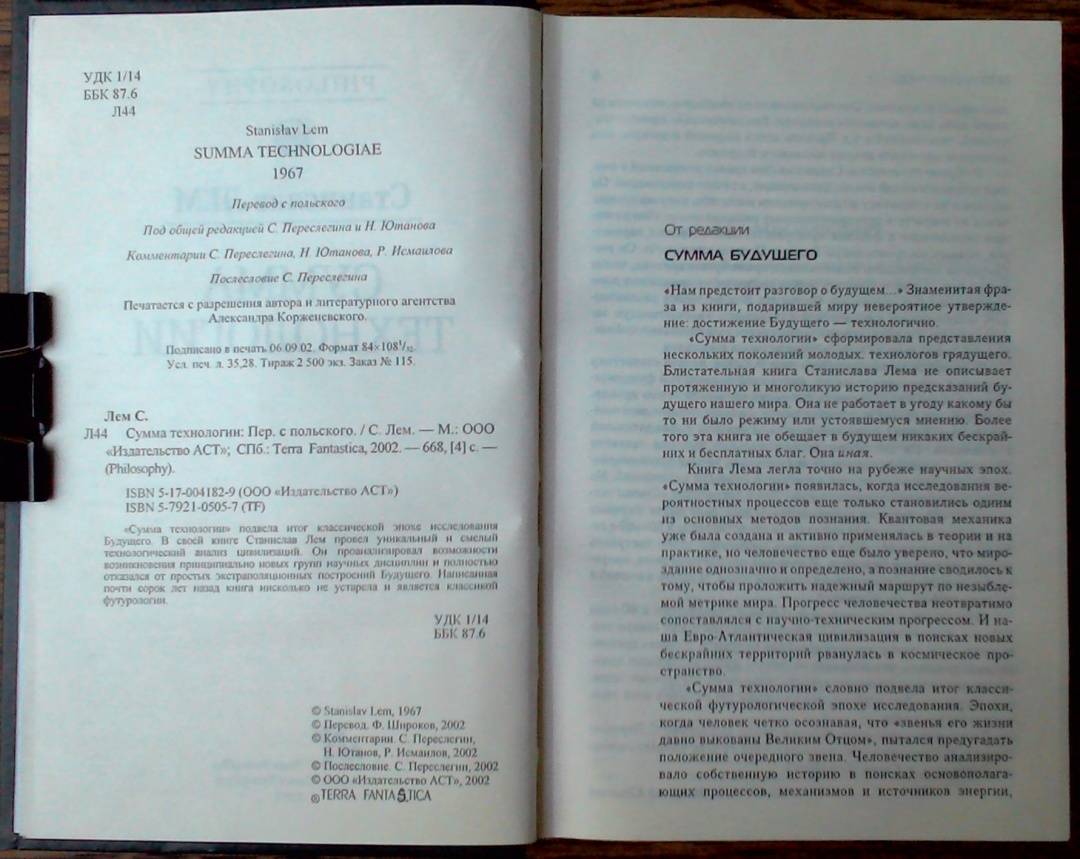 УДК 1/14
ББК 87.6
Л44
Stanislav Lem
SUMMA TECHNOLOGIAE
1967
Перевод с польского
Под общей редакцией С. Переслегина и Н. Ютанова
Комментарии С. Переслегина, Н. Ютанова, Р. Исмаилова
Послесловие С. Переслегина
Печатается с разрешения автора и литературного агентства
Александра Корженевского.
Подписано в печать 06.09.02. Формат 84×108¹/₃₂.
Усл. печ. л. 35,28. Тираж 2 500 экз. Заказ № 115.
Лем С.
Л44 Сумма технологии: Пер. с польского. / С. Лем. — М.: ООО
«Издательство АСТ»; СПб.: Terra Fantastica, 2002. — 668, [4] с. —
(Philosophy).
ISBN 5-17-004182-9 (ООО «Издательство АСТ»)
ISBN 5-7921-0505-7 (TF)
«Сумма технологии» подвела итог классической эпохе исследования
Будущего. В своей книге Станислав Лем провел уникальный и смелый
технологический анализ цивилизаций. Он проанализировал возможности
возникновения принципиально новых групп научных дисциплин и полностью
отказался от простых экстраполяционных построений Будущего. Написанная
почти сорок лет назад книга нисколько не устарела и является классикой
футурологии.
УДК 1/14
ББК 87.6
© Stanislav Lem, 1967
© Перевод. Ф. Широков, 2002
© Комментарии. С. Переслегин,
Н. Ютанов, Р. Исмаилов, 2002
© Послесловие. С. Переслегин, 2002
© ООО «Издательство АСТ», 2002
© TERRA FANTASTICA
От редакции
СУММА БУДУЩЕГО
«Нам предстоит разговор о будущем...» Знаменитая фра-
за из книги, подарившей миру невероятное утвержде-
ние: достижение Будущего — технологично.
«Сумма технологии» сформировала представления
нескольких поколений молодых. технологов грядущего.
Блистательная книга Станислава Лема не описывает
протяженную и многоликую историю предсказаний бу-
дущего нашего мира. Она не работает в угоду какому бы
то ни было режиму или устоявшемуся мнению. Более
того эта книга не обещает в будущем никаких бескрай-
них и бесплатных благ. Она иная.
Книга Лема легла точно на рубеже научных эпох.
«Сумма технологии» появилась, когда исследования ве-
роятностных процессов еще только становились одним
из основных методов познания. Квантовая механика
уже была создана и активно применялась в теории и на
практике, но человечество еще было уверено, что миро-
здание однозначно и определено, а познание сводилось к
тому, чтобы проложить надежный маршрут по незыбле-
мой метрике мира. Прогресс человечества неотвратимо
сопоставлялся с научно-техническим прогрессом. И на-
ша Евро-Атлантическая цивилизация в поисках новых
бескрайних территорий рванулась в космическое про-
странство.
«Сумма технологии» словно подвела итог класси-
ческой футурологической эпохе исследования. Эпохи,
когда человек четко осознавая, что «звенья его жизни
давно выкованы Великим Отцом», пытался предугадать
положение очередного звена. Человечество анализиро-
вало собственную историю в поисках основополага-
ющих процессов, механизмов и источников энергии,